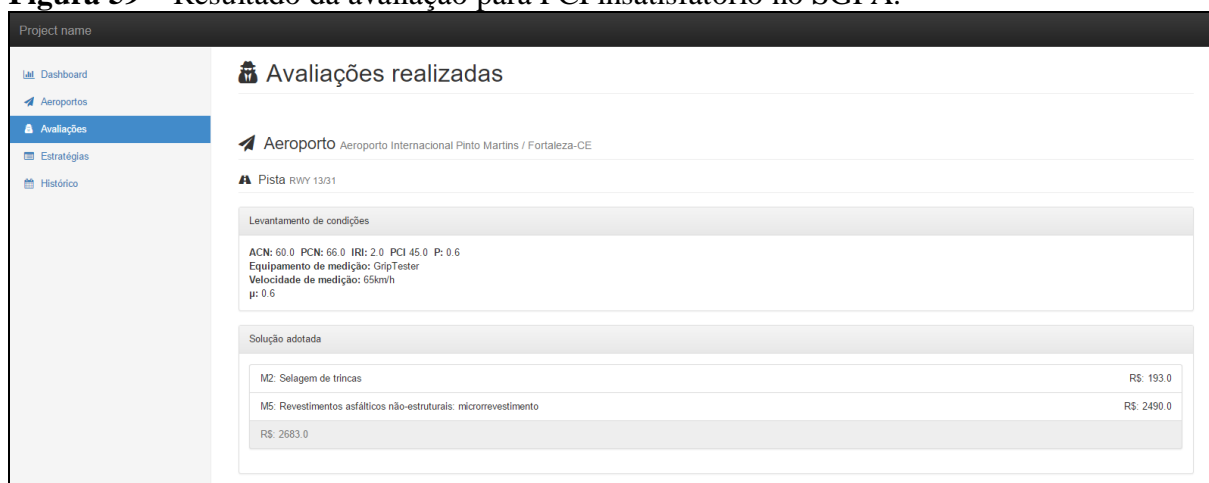 Figura 59 – Resultado da avaliação para PCI insatisfatório no SGPA.
Project name
Dashboard
Aeroportos
Avaliações
Estratégias
Histórico
Avaliações realizadas
Aeroporto Aeroporto Internacional Pinto Martins / Fortaleza-CE
Pista RWY 13/31
Levantamento de condições
ACN: 60.0 PCN: 66.0 IRI: 2.0 PCI 45.0 P: 0.6
Equipamento de medição: GripTester
Velocidade de medição: 65km/h
μ: 0.6
Solução adotada
M2: Selagem de trincas R$: 193.0
M5: Revestimentos asfálticos não-estruturais: microrrevestimento R$: 2490.0
R$: 2683.0